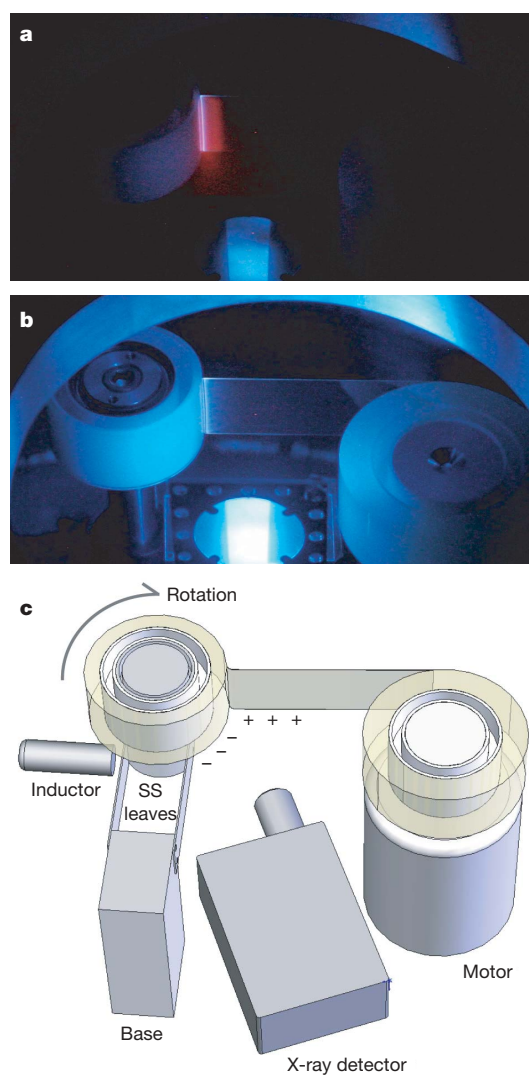 a
b
c
Rotation
+ + +
− − −
Inductor
SS
leaves
Motor
Base
X-ray detector